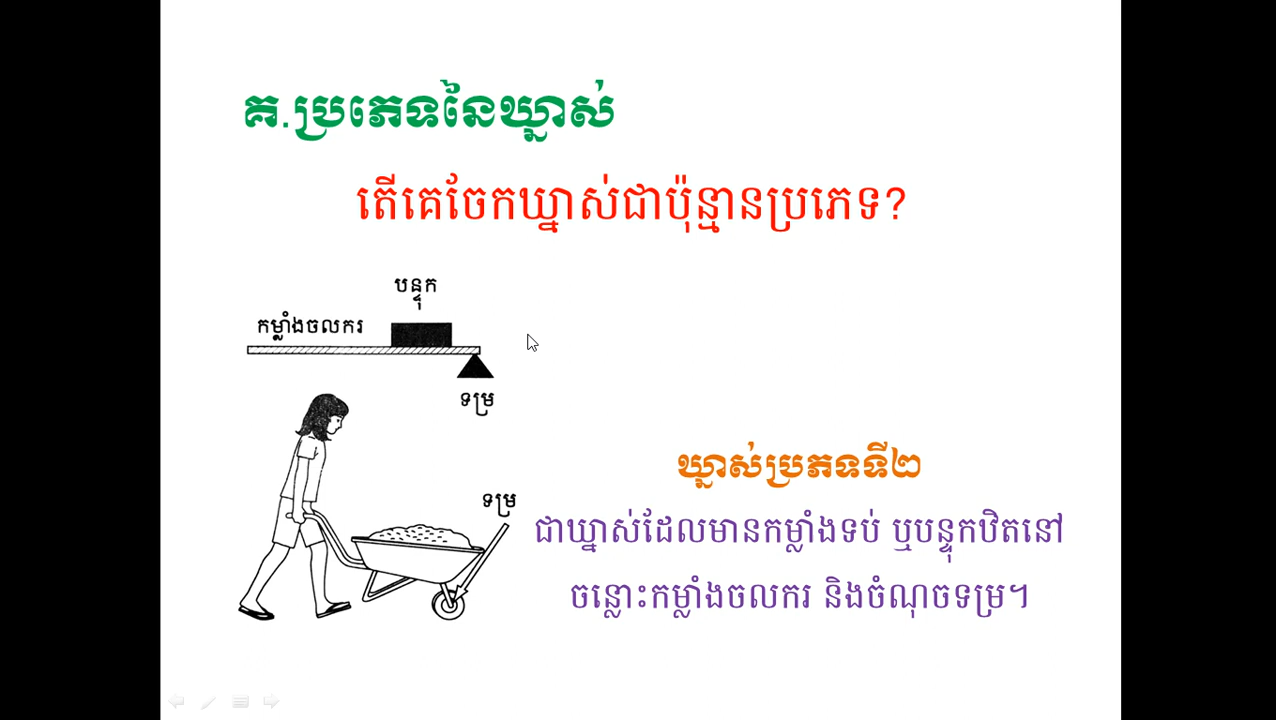 គ.ប្រភេទនៃឃ្នាស់
តើគេចែកឃ្នាស់ជាប៉ុន្មានប្រភេទ?
បន្ទុក
កម្លាំងចលករ
ទម្រ
ទម្រ
ឃ្នាស់ប្រភទទី២
ជាឃ្នាស់ដែលមានកម្លាំងទប់ ឬបន្ទុកឋិតនៅ
ចន្លោះកម្លាំងចលករ និងចំណុចទម្រ។